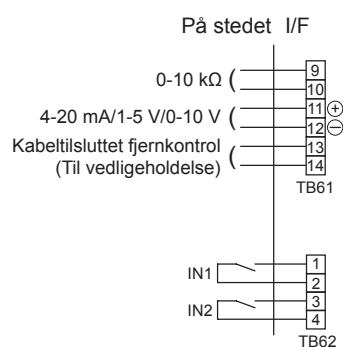 På stedet I/F
0-10 kΩ ( 9
10
4-20 mA/1-5 V/0-10 V ( 11 ⊕
12 ⊖
Kabeltilsluttet fjernkontrol ( 13
(Til vedligeholdelse) 14
TB61
IN1 1
2
IN2 3
4
TB62